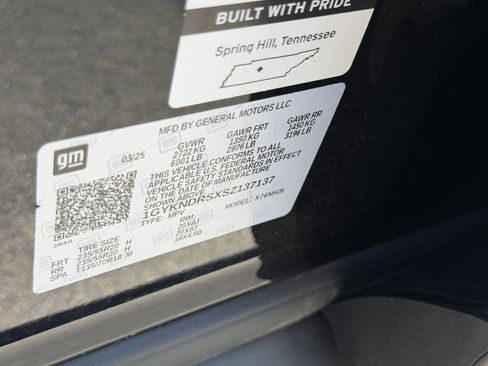 BUILT WITH PRIDE
Spring Hill, Tennessee
gm
MFD BY GENERAL MOTORS LLC
03/25 GVWR GAWR FRT GAWR RR
2722 KG 1350 KG 1450 KG
6001 LB 2976 LB 3196 LB
THIS VEHICLE CONFORMS TO ALL
APPLICABLE U.S. FEDERAL MOTOR
VEHICLE SAFETY STANDARDS IN EFFECT
ON THE DATE OF MANUFACTURE SHOWN ABOVE.
1GYKNDRSXSZ137137
TYPE: MPV MODEL: X76NH26
384A
TIRE SIZE RIM
FRT 235/55R20 H 20X8J
RR 235/55R20 H 20X8J
SPA T135/70R18 M 18X4.5B